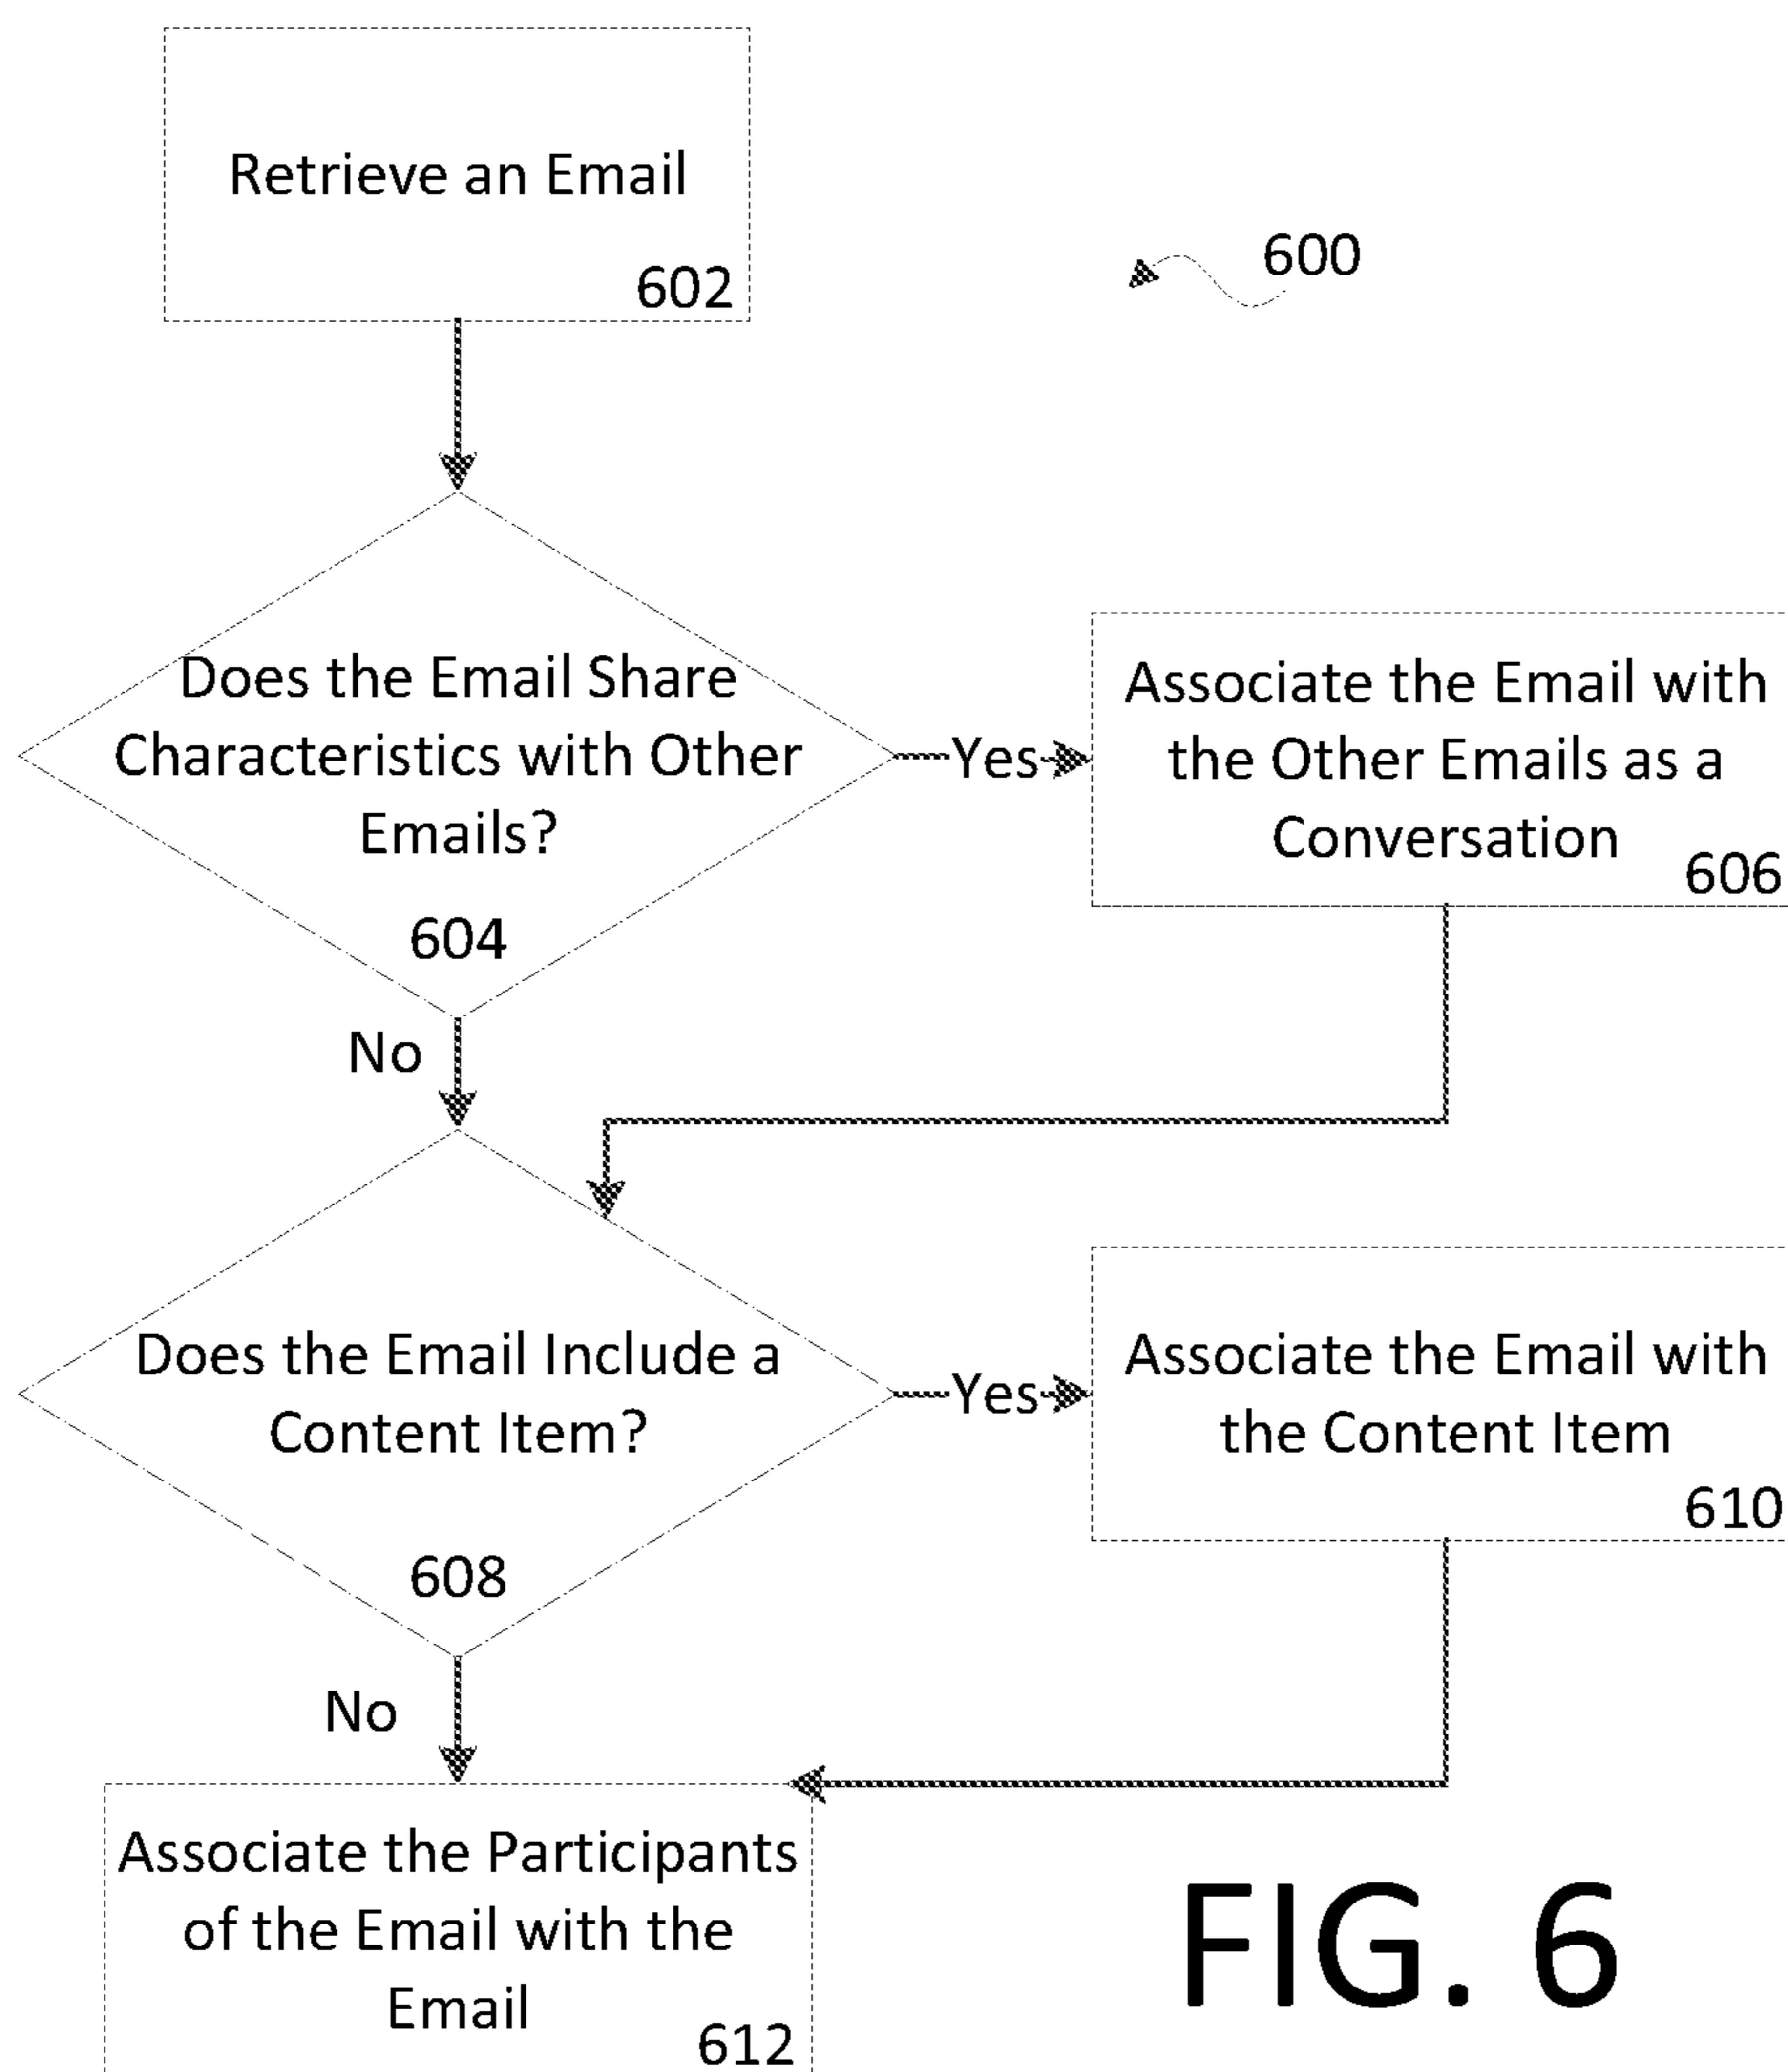 Retrieve an Email
602
600
Does the Email Share
Characteristics with Other
Emails?
604
Yes
Associate the Email with
the Other Emails as a
Conversation
606
No
Does the Email Include a
Content Item?
608
Yes
Associate the Email with
the Content Item
610
No
Associate the Participants
of the Email with the
Email
612
FIG. 6